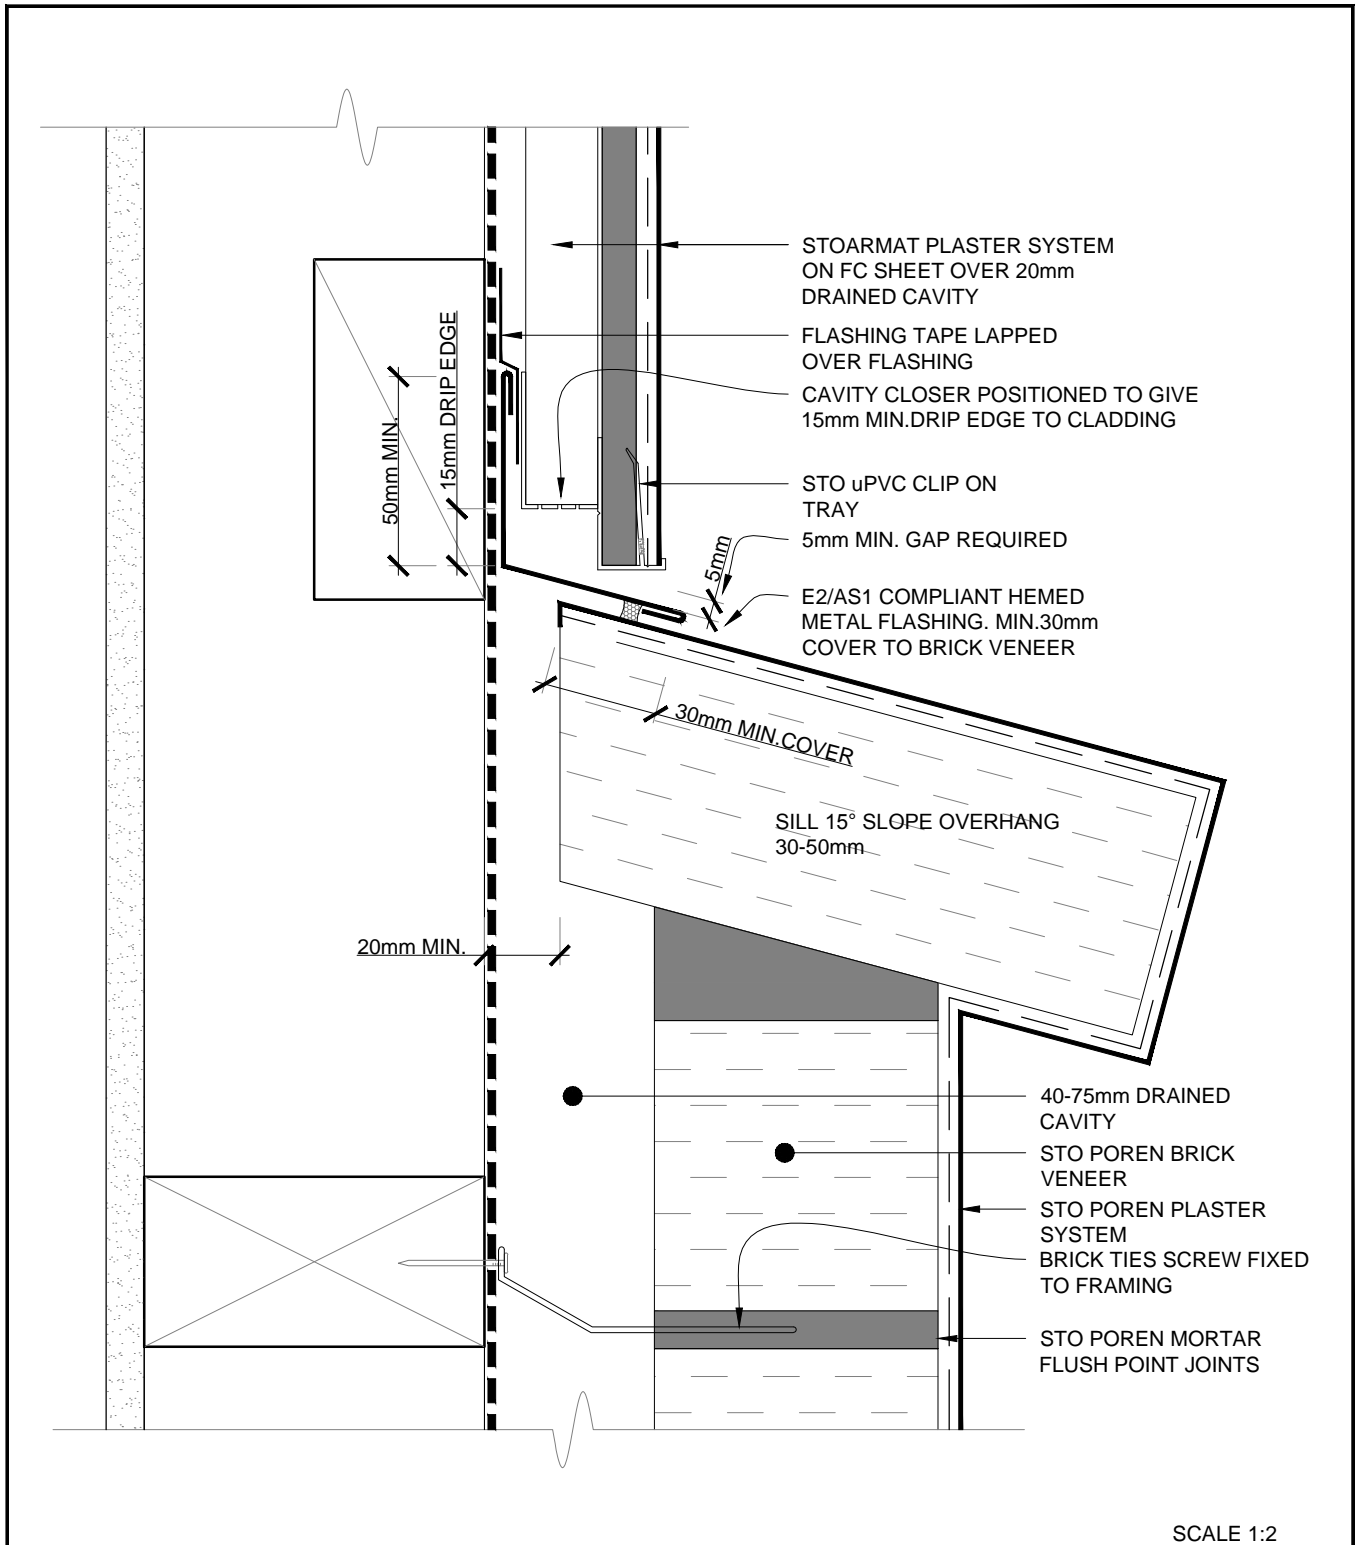 STOARMAT PLASTER SYSTEM
ON FC SHEET OVER 20mm
DRAINED CAVITY
FLASHING TAPE LAPPED
OVER FLASHING
CAVITY CLOSER POSITIONED TO GIVE
15mm MIN.DRIP EDGE TO CLADDING
50mm MIN.
15mm DRIP EDGE
STO uPVC CLIP ON
TRAY
5mm MIN. GAP REQUIRED
5mm
E2/AS1 COMPLIANT HEMED
METAL FLASHING. MIN.30mm
COVER TO BRICK VENEER
30mm MIN.COVER
SILL 15° SLOPE OVERHANG
30-50mm
20mm MIN.
40-75mm DRAINED
CAVITY
STO POREN BRICK
VENEER
STO POREN PLASTER
SYSTEM
BRICK TIES SCREW FIXED
TO FRAMING
STO POREN MORTAR
FLUSH POINT JOINTS
SCALE 1:2